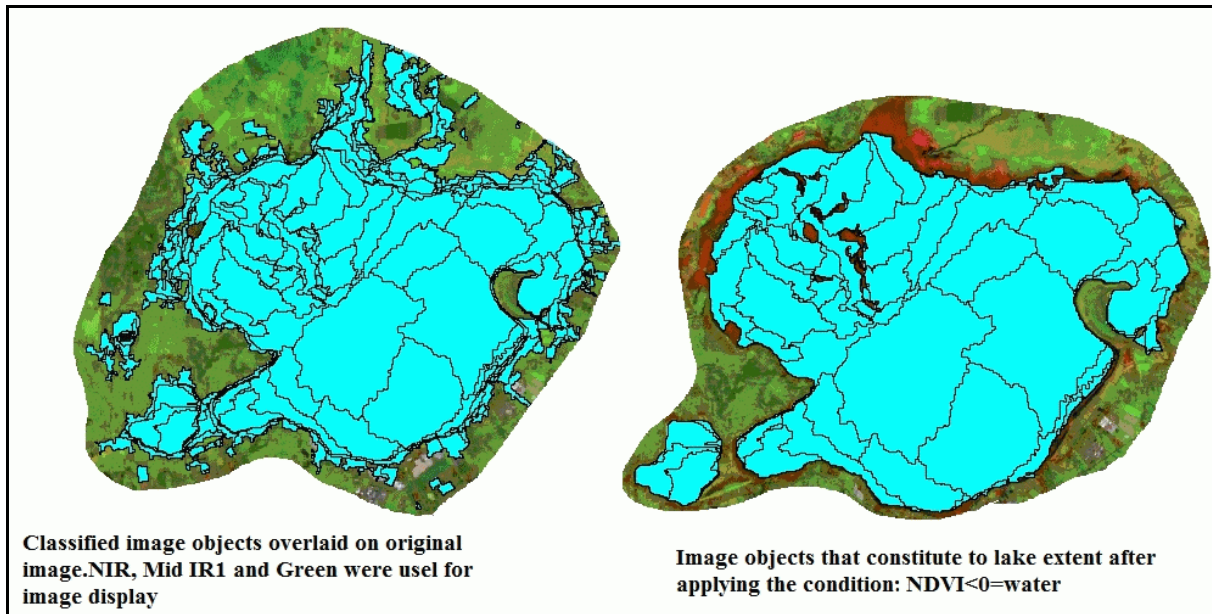 Classified image objects overlaid on original
image.NIR, Mid IR1 and Green were usel for
image display
Image objects that constitute to lake extent after
applying the condition: NDVI<0=water